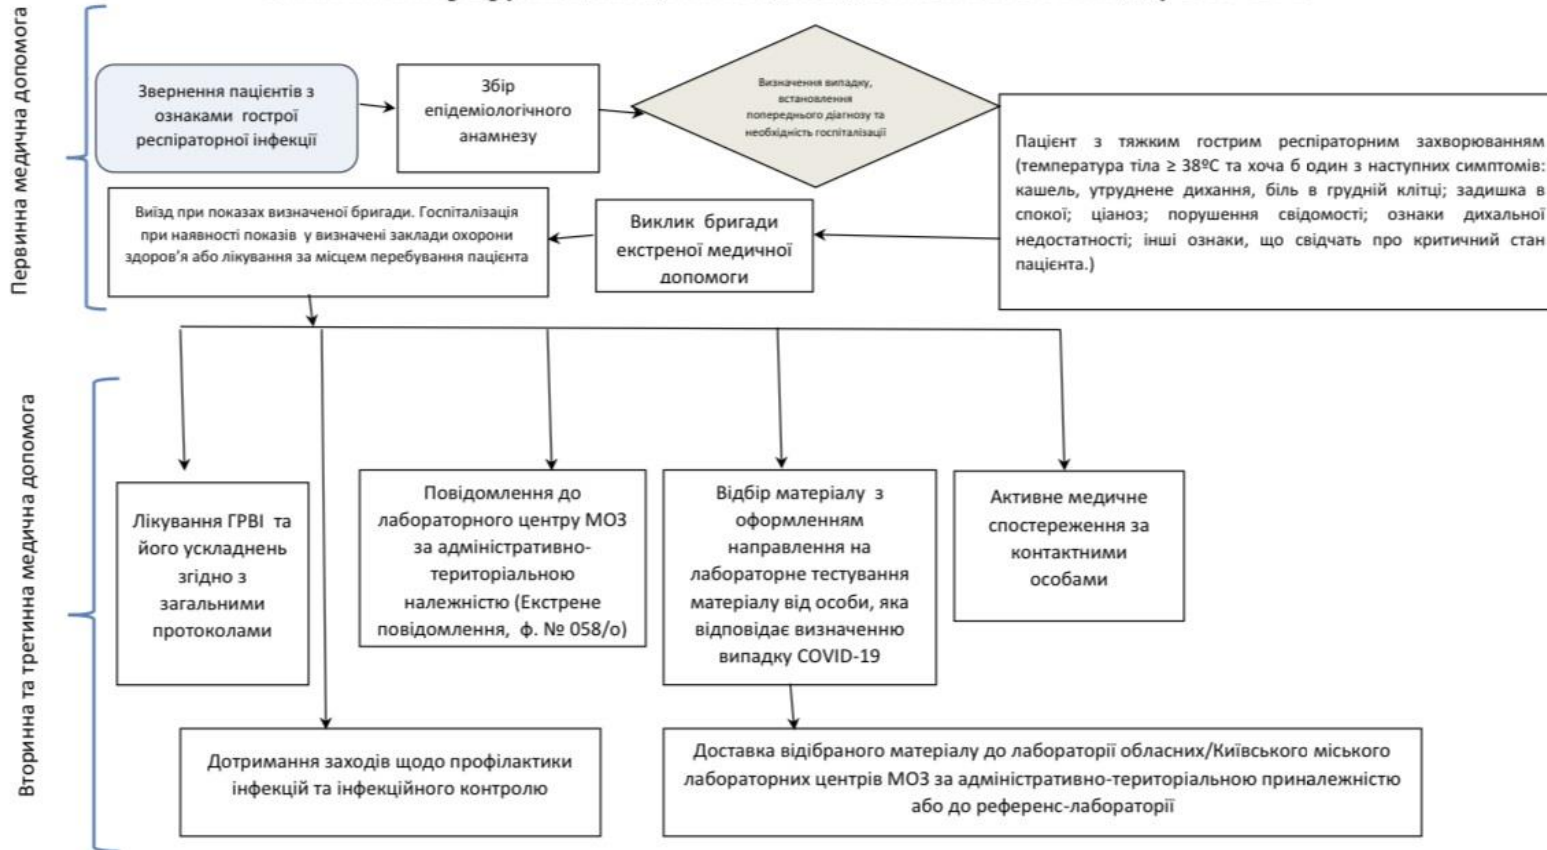 Первинна медична допомога
Звернення пацієнтів з
ознаками гострої
респіраторної інфекції
Збір
епідеміологічного
анамнезу
Визначення випадку,
встановлення
попереднього діагнозу та
необхідність госпіталізації
Пацієнт з тяжким гострим респіраторним захворюванням
(температура тіла ≥ 38ºС та хоча б один з наступних симптомів:
кашель, утруднене дихання, біль в грудній клітці; задишка в
спокої; ціаноз; порушення свідомості; ознаки дихальної
недостатності; інші ознаки, що свідчать про критичний стан
пацієнта.)
Виклик бригади
екстреної медичної
допомоги
Виїзд при показах визначеної бригади. Госпіталізація
при наявності показів у визначені заклади охорони
здоров’я або лікування за місцем перебування пацієнта
Вторинна та третинна медична допомога
Лікування ГРВІ та
його ускладнень
згідно з
загальними
протоколами
Повідомлення до
лабораторного центру МОЗ
за адміністративно-
територіальною
належністю (Екстрене
повідомлення, ф. № 058/о)
Відбір матеріалу з
оформленням
направлення на
лабораторне тестування
матеріалу від особи, яка
відповідає визначенню
випадку COVID-19
Активне медичне
спостереження за
контактними
особами
Дотримання заходів щодо профілактики
інфекцій та інфекційного контролю
Доставка відібраного матеріалу до лабораторії обласних/Київського міського
лабораторних центрів МОЗ за адміністративно-територіальною приналежністю
або до референс-лабораторії